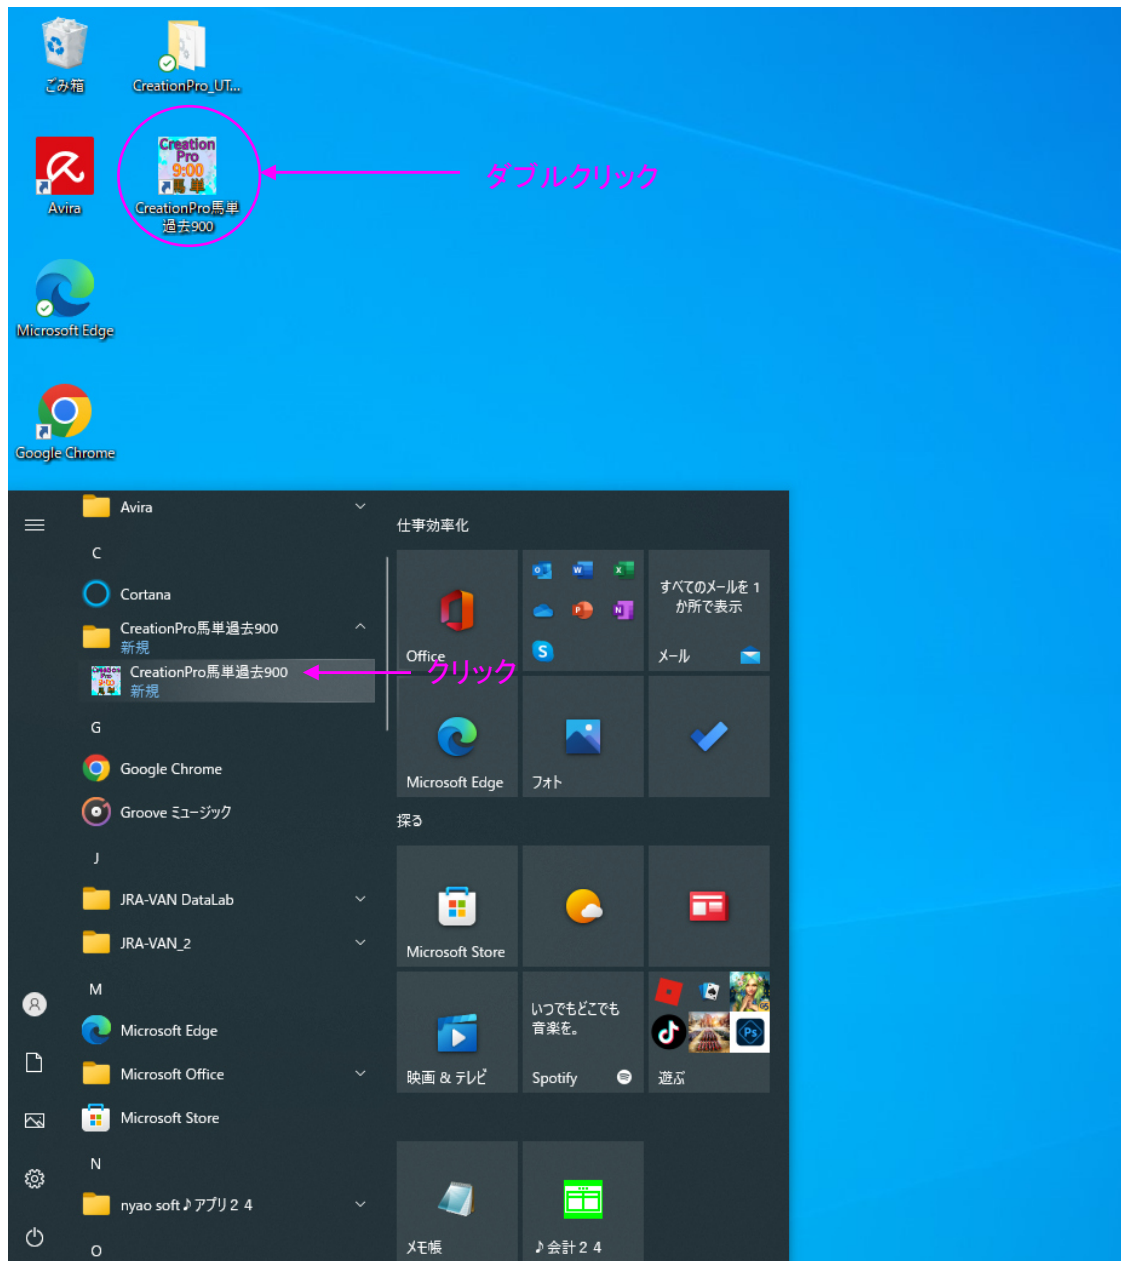 ごみ箱
CreationPro_UT...
Creation
Pro
9:00
馬単
Avira
CreationPro馬単
過去900
ダブルクリック
Microsoft Edge
Google Chrome
Avira
C
Cortana
CreationPro馬単過去900
新規
CreationPro馬単過去900
新規
クリック
G
Google Chrome
Groove ミュージック
J
JRA-VAN DataLab
JRA-VAN_2
M
Microsoft Edge
Microsoft Office
Microsoft Store
N
nyao soft♪アプリ２４
O
仕事効率化
Office
すべてのメールを 1
か所で表示
メール
Microsoft Edge
フォト
探る
Microsoft Store
映画 & テレビ
いつでもどこでも
音楽を。
Spotify
遊ぶ
メモ帳
♪会計２４